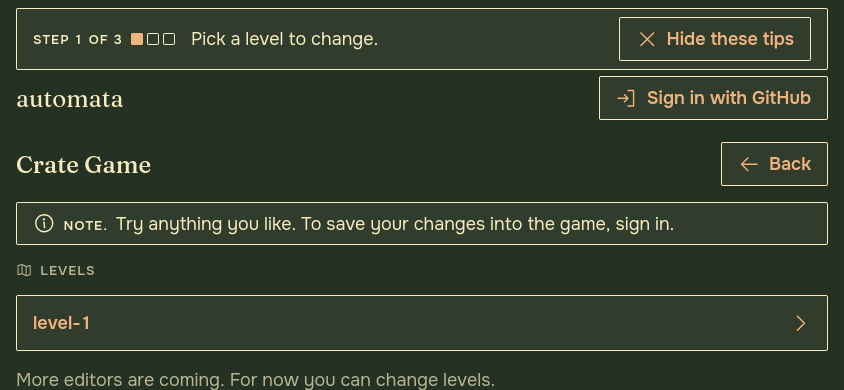 STEP 1 OF 3 Pick a level to change. Hide these tips
automata Sign in with GitHub
Crate Game Back
NOTE. Try anything you like. To save your changes into the game, sign in.
LEVELS
level-1
More editors are coming. For now you can change levels.